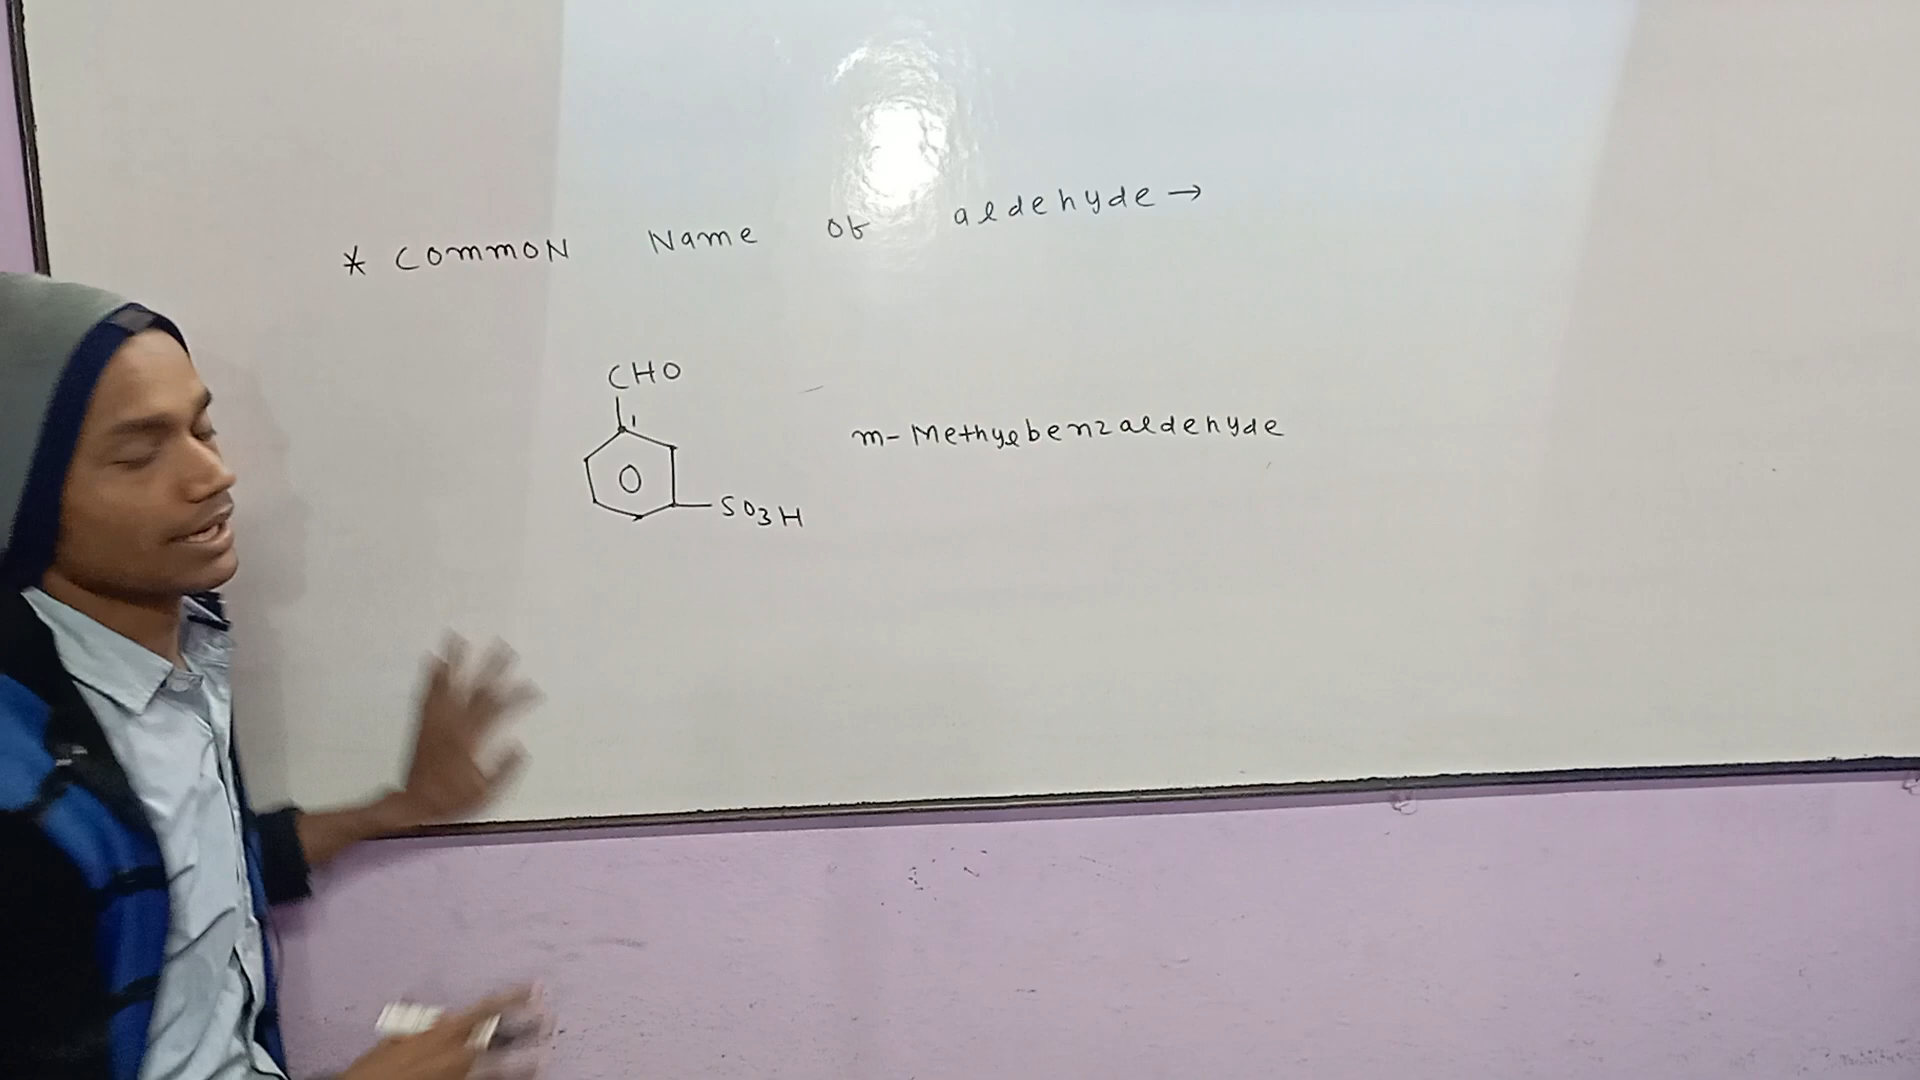 * Common Name of aldehyde →
CHO
1
m-Methylbenzaldehyde
SO3H